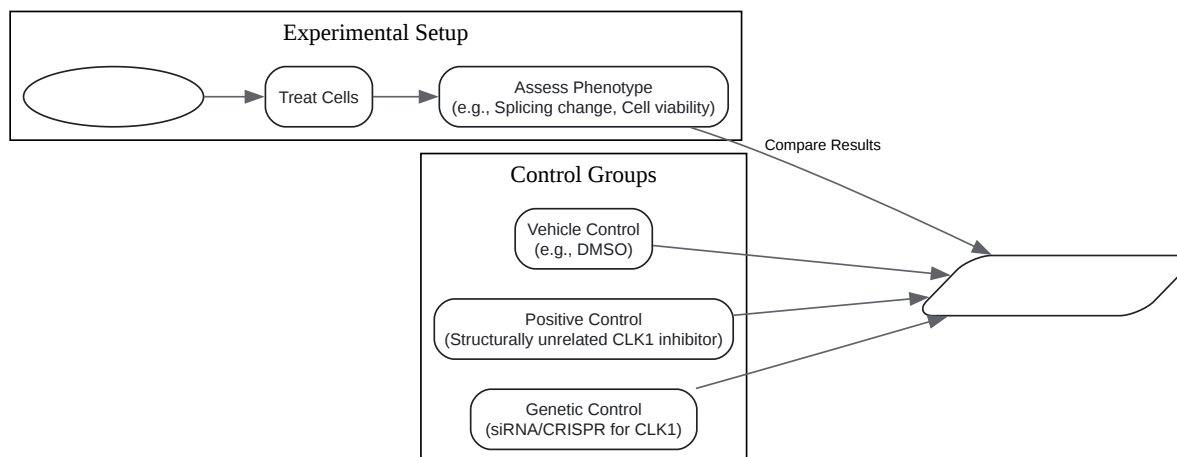 Experimental Setup
Treat Cells
Assess Phenotype
(e.g., Splicing change, Cell viability)
Compare Results
Control Groups
Vehicle Control
(e.g., DMSO)
Positive Control
(Structurally unrelated CLK1 inhibitor)
Genetic Control
(siRNA/CRISPR for CLK1)